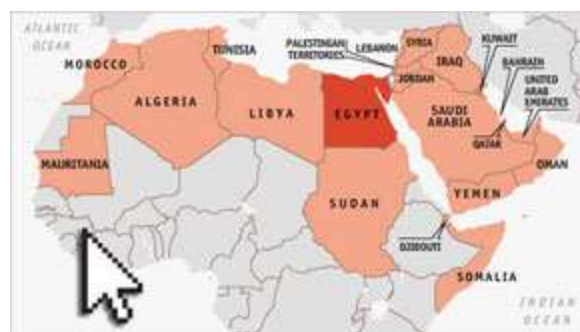 ATLANTIC
OCEAN
MOROCCO
TUNISIA
PALESTINIAN
TERRITORIES
LEBANON
SYRIA
IRAQ
KUWAIT
BAHRAIN
UNITED
ARAB
EMIRATES
JORDAN
ALGERIA
LIBYA
EGYPT
SAUDI
ARABIA
QATAR
OMAN
MAURITANIA
SUDAN
YEMEN
DJIBOUTI
SOMALIA
INDIAN
OCEAN